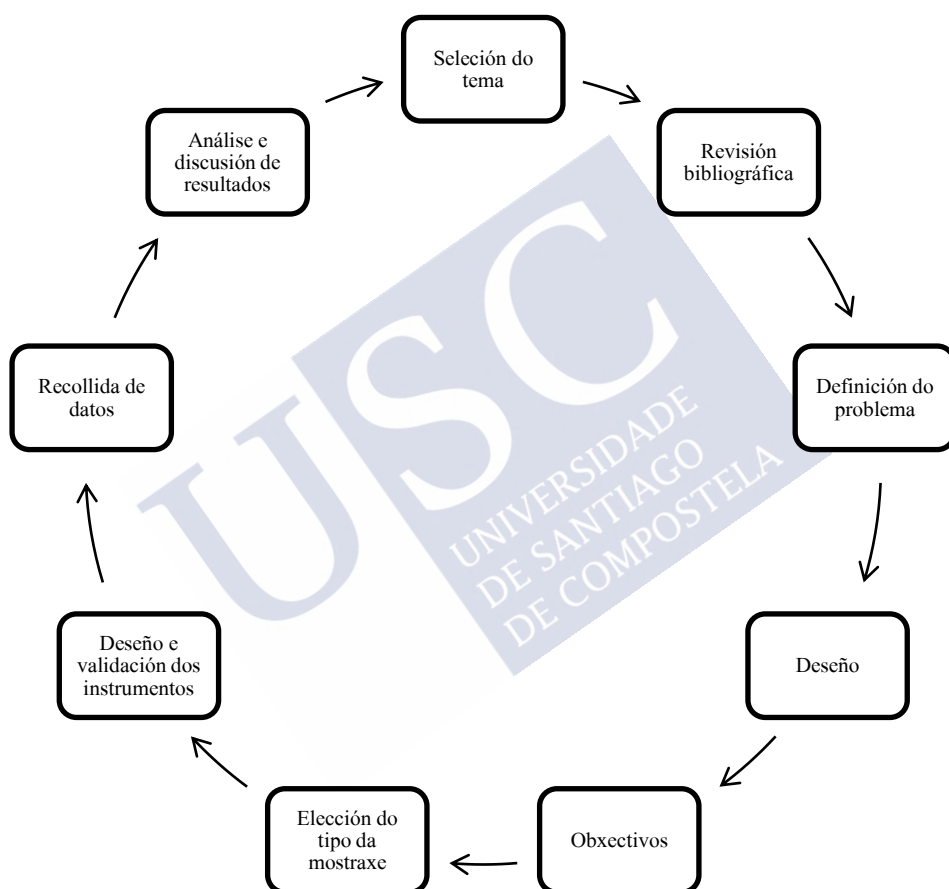 Seleción do
tema
Revisión
bibliográfica
Definición do
problema
Deseño
Obxectivos
Elección do
tipo da
mostraxe
Deseño e
validación dos
instrumentos
Recollida de
datos
Análise e
discusión de
resultados
USC
UNIVERSIDADE
DE SANTIAGO
DE COMPOSTELA